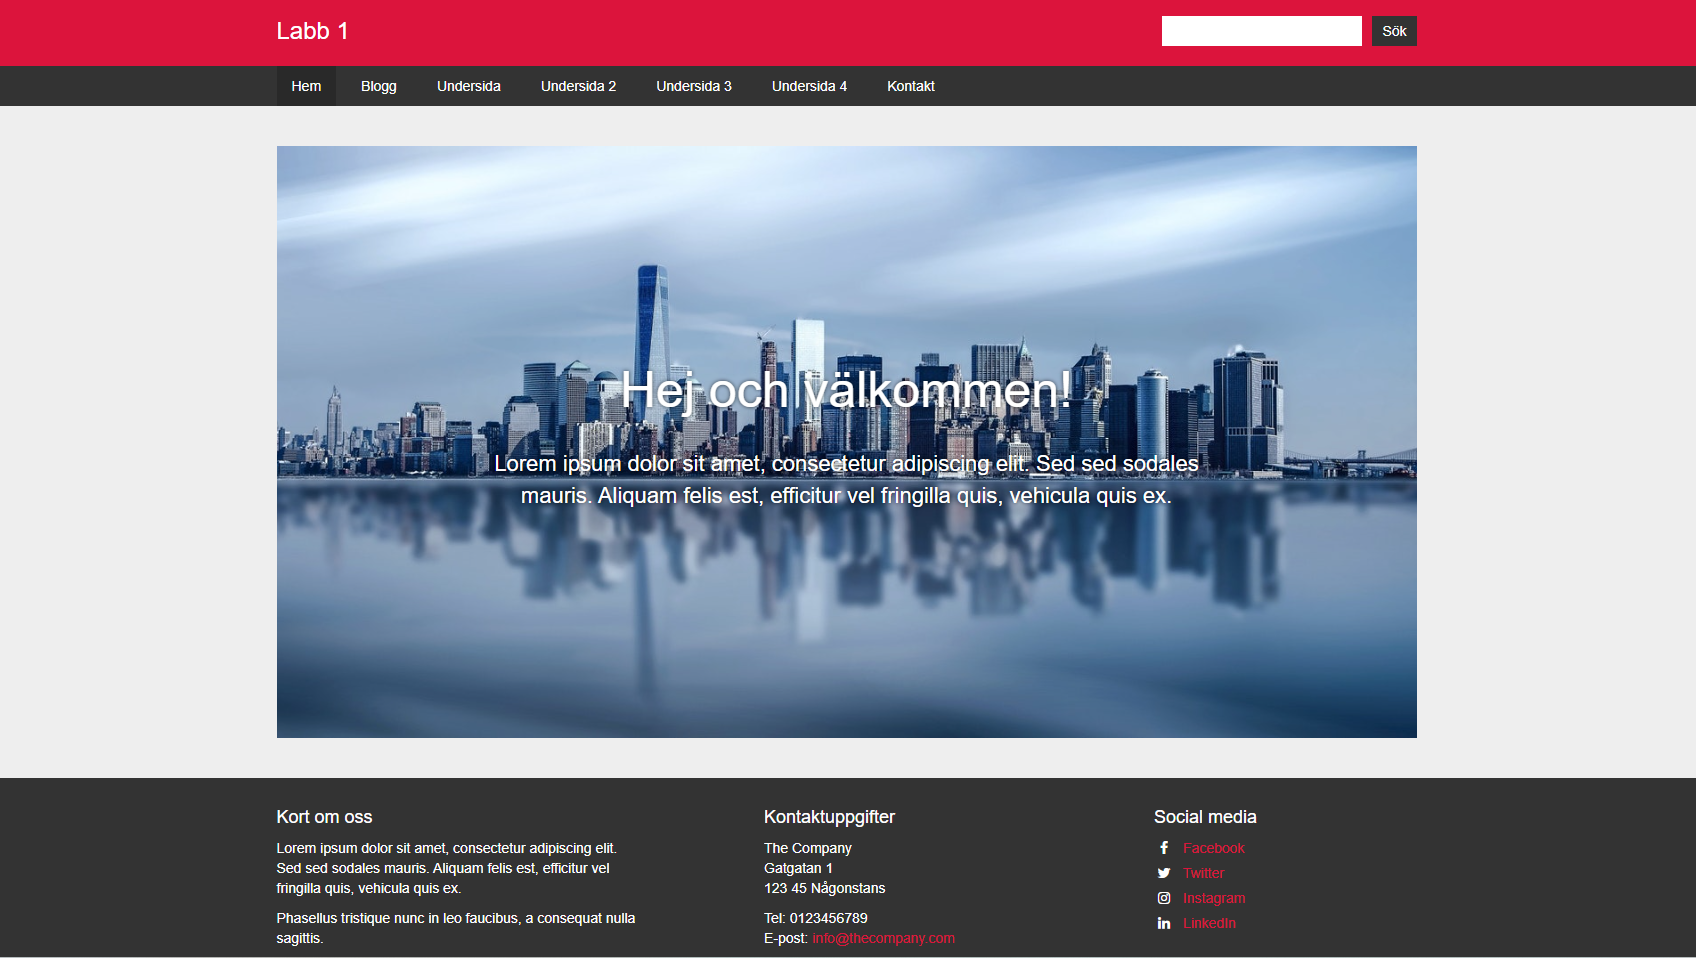 Labb 1
Sök
Hem Blogg Undersida Undersida 2 Undersida 3 Undersida 4 Kontakt
Hej och välkommen!
Lorem ipsum dolor sit amet, consectetur adipiscing elit. Sed sed sodales
mauris. Aliquam felis est, efficitur vel fringilla quis, vehicula quis ex.
Kort om oss
Lorem ipsum dolor sit amet, consectetur adipiscing elit.
Sed sed sodales mauris. Aliquam felis est, efficitur vel
fringilla quis, vehicula quis ex.
Phasellus tristique nunc in leo faucibus, a consequat nulla
sagittis.
Kontaktuppgifter
The Company
Gatgatan 1
123 45 Någonstans
Tel: 0123456789
E-post: info@thecompany.com
Social media
Facebook
Twitter
Instagram
LinkedIn